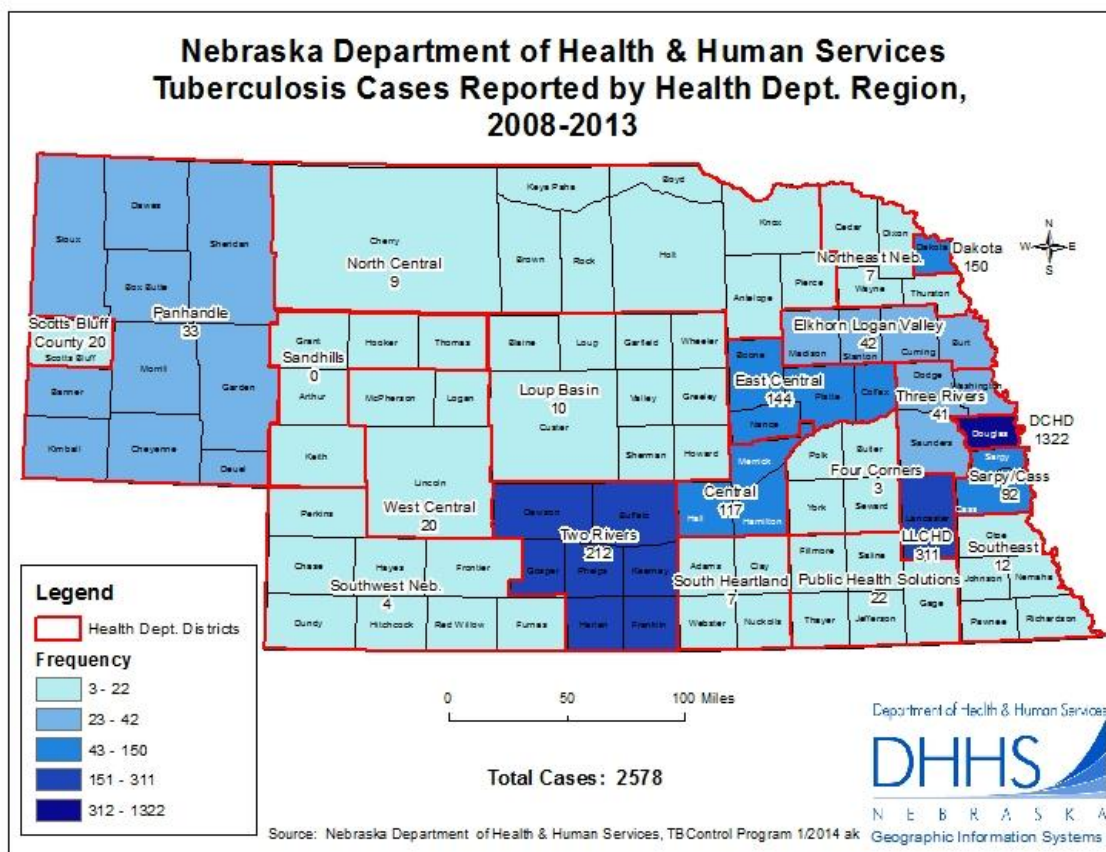 Nebraska Department of Health & Human Services
Tuberculosis Cases Reported by Health Dept. Region,
2008-2013
Sioux
Dawes
Sheridan
Box Butte
Panhandle
33
Scotts Bluff
County 20
Scotts Bluff
Banner
Morrill
Garden
Kimball
Cheyenne
Deuel
Cherry
North Central
9
Keya Paha
Boyd
Brown
Rock
Holt
Knox
Antelope
Pierce
Cedar
Dixon
Northeast Neb.
7
Wayne
Thurston
Dakota
Dakota
150
N
W
E
S
Grant
Hooker
Thomas
Sandhills
0
Arthur
McPherson
Logan
Keith
Lincoln
West Central
20
Blaine
Loup
Garfield
Wheeler
Loup Basin
10
Custer
Valley
Greeley
Sherman
Howard
Elkhorn Logan Valley
42
Madison
Stanton
Cuming
Burt
Boone
East Central
144
Platte
Colfax
Nance
Dodge
Washington
Three Rivers
41
Saunders
DCHD
1322
Douglas
Sarpy
Sarpy/Cass
92
Cass
Merrick
Central
117
Hall
Hamilton
Polk
Butler
Four Corners
3
York
Seward
Lancaster
LLCHD
311
Otoe
Southeast
12
Johnson
Nemaha
Pawnee
Richardson
Perkins
Chase
Hayes
Frontier
Southwest Neb.
4
Dundy
Hitchcock
Red Willow
Furnas
Dawson
Buffalo
Two Rivers
212
Gosper
Phelps
Kearney
Harlan
Franklin
Adams
Clay
South Heartland
7
Webster
Nuckolls
Fillmore
Saline
Public Health Solutions
22
Thayer
Jefferson
Gage
Legend
Health Dept. Districts
Frequency
3 - 22
23 - 42
43 - 150
151 - 311
312 - 1322
0 50 100 Miles
Total Cases: 2578
Source: Nebraska Department of Health & Human Services, TB Control Program 1/2014 ak
Department of Health & Human Services
DHHS
NEBRASKA
Geographic Information Systems